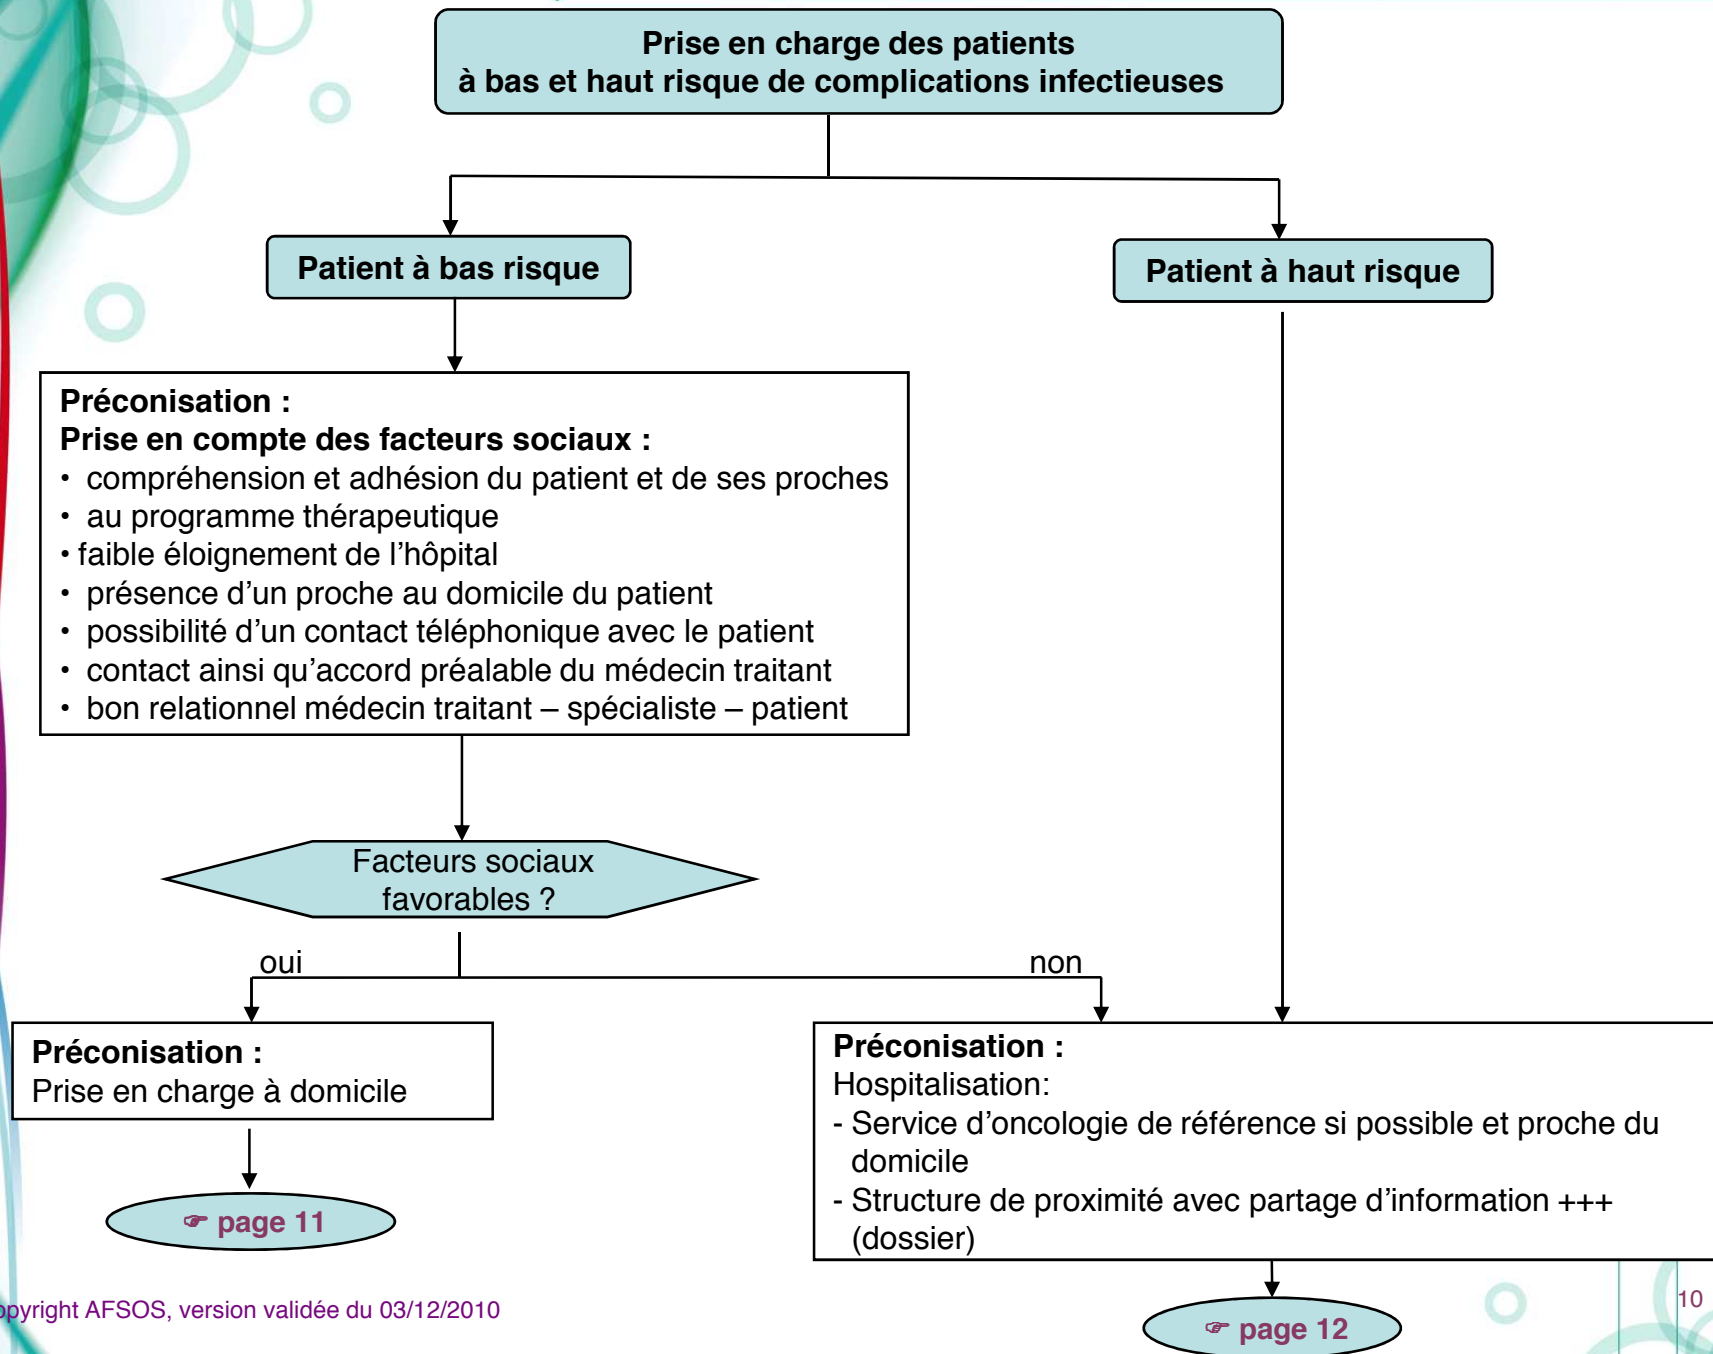 Prise en charge des patients
à bas et haut risque de complications infectieuses
Patient à bas risque
Patient à haut risque
Préconisation :
Prise en compte des facteurs sociaux :
• compréhension et adhésion du patient et de ses proches
• au programme thérapeutique
• faible éloignement de l’hôpital
• présence d’un proche au domicile du patient
• possibilité d’un contact téléphonique avec le patient
• contact ainsi qu’accord préalable du médecin traitant
• bon relationnel médecin traitant – spécialiste – patient
Facteurs sociaux
favorables ?
oui
non
Préconisation :
Prise en charge à domicile
☞ page 11
Préconisation :
Hospitalisation:
- Service d’oncologie de référence si possible et proche du
domicile
- Structure de proximité avec partage d’information +++
(dossier)
☞ page 12
opyright AFSOS, version validée du 03/12/2010
10